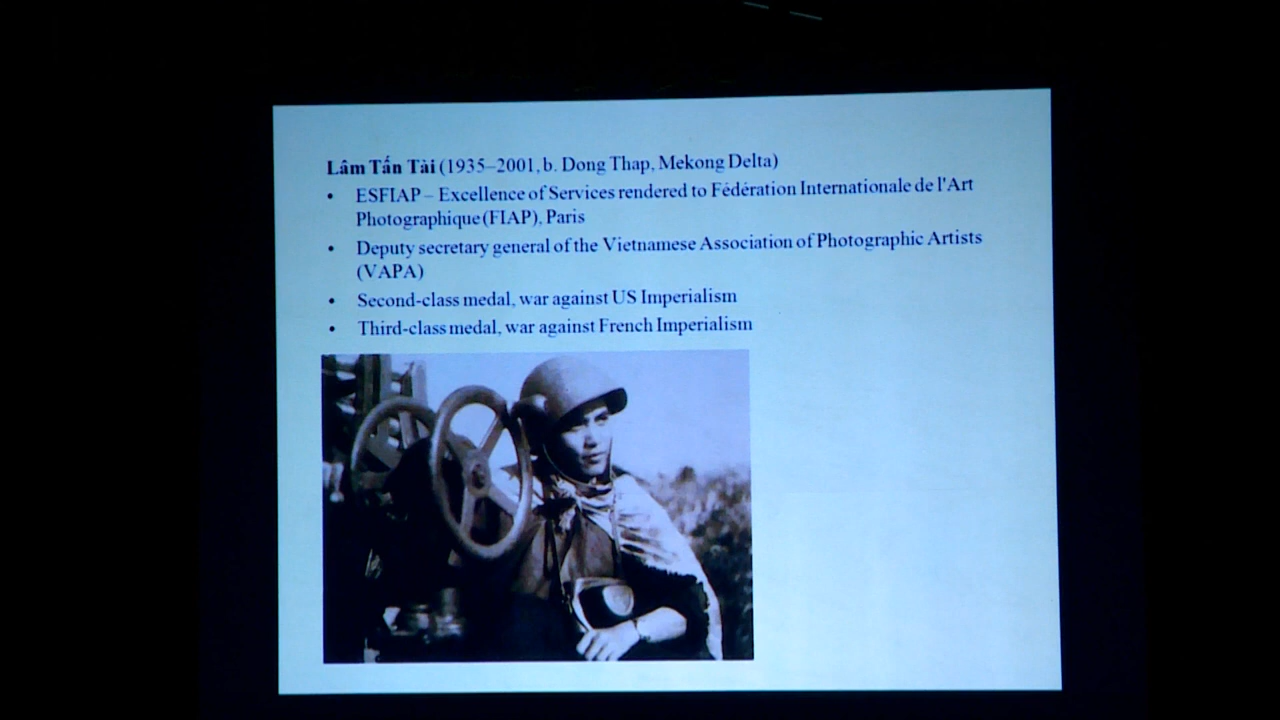 Lâm Tấn Tài (1935–2001, b. Dong Thap, Mekong Delta)
• ESFIAP – Excellence of Services rendered to Fédération Internationale de l'Art
Photographique (FIAP), Paris
• Deputy secretary general of the Vietnamese Association of Photographic Artists
(VAPA)
• Second-class medal, war against US Imperialism
• Third-class medal, war against French Imperialism